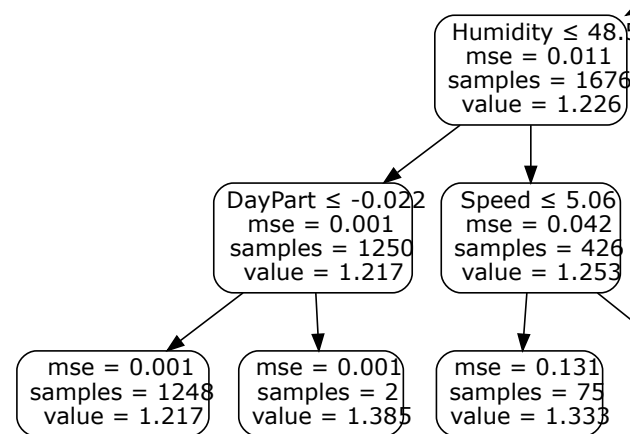 Humidity ≤ 48.5
mse = 0.011
samples = 1676
value = 1.226
DayPart ≤ -0.022
mse = 0.001
samples = 1250
value = 1.217
Speed ≤ 5.06
mse = 0.042
samples = 426
value = 1.253
mse = 0.001
samples = 1248
value = 1.217
mse = 0.001
samples = 2
value = 1.385
mse = 0.131
samples = 75
value = 1.333